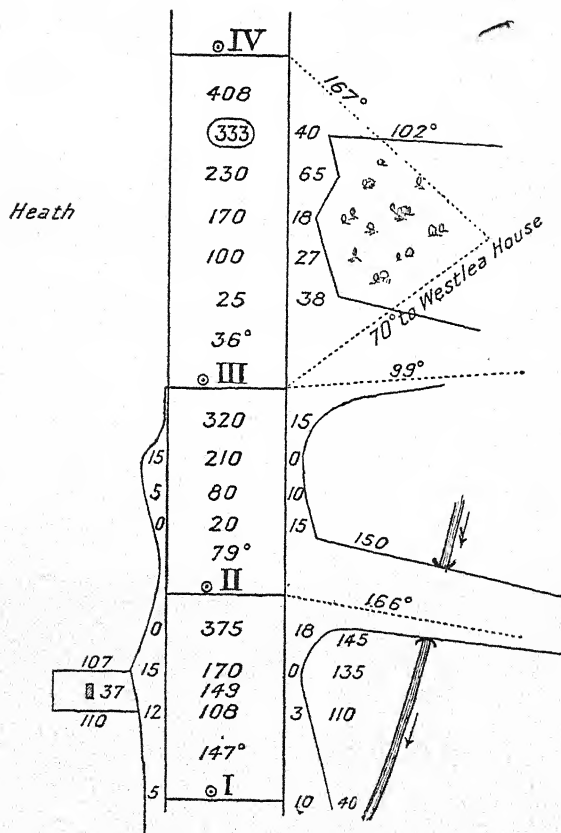 ⊙ IV
408
167°
333 40 102°
230 65
Heath 170 18
100 27
25 38
70° to Westlea House
36°
⊙ III 99°
320 15
15 210 0
5 80 10
0 20 15
79° 150
⊙ II
166°
0 375 18 145
107 15 170 0 135
37 149
110 12 108 3 110
147°
⊙ I
5 10 40